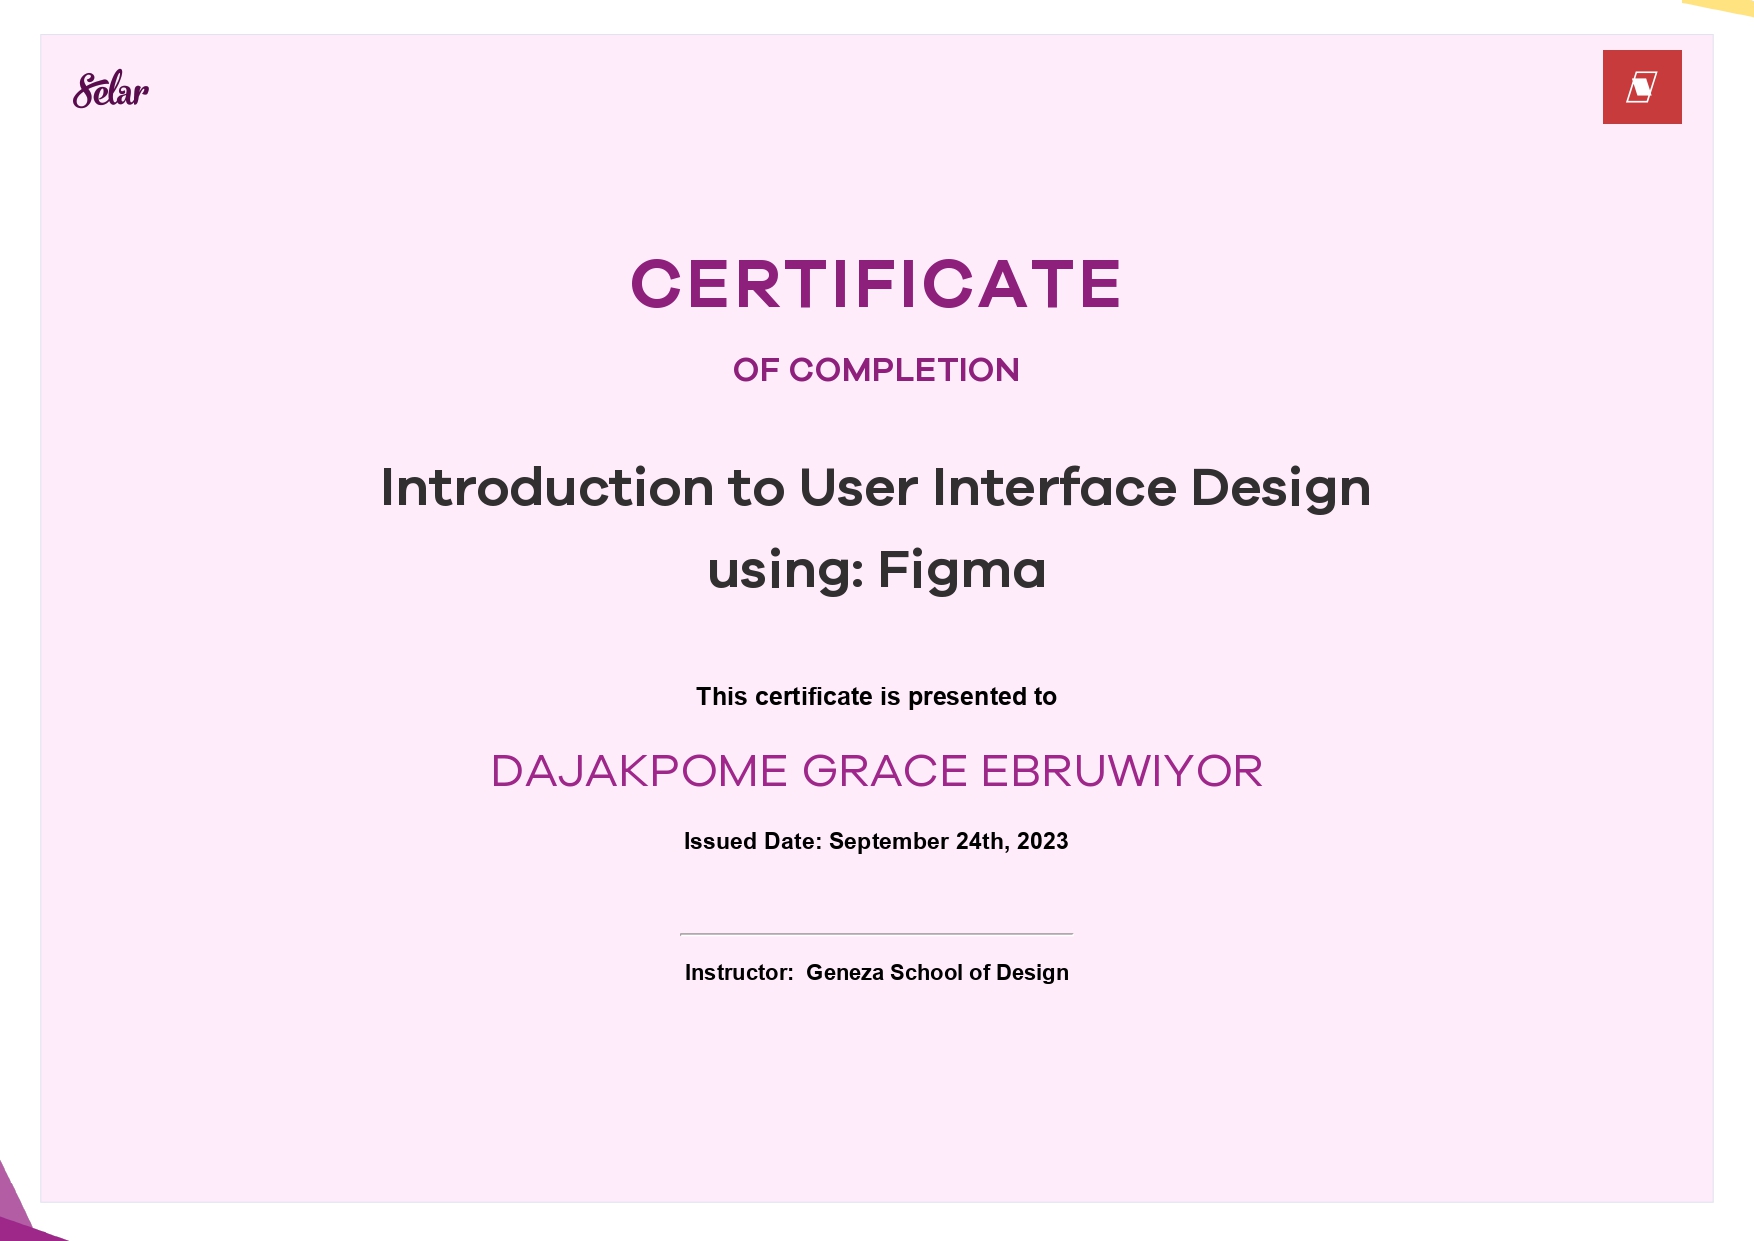 Selar
CERTIFICATE
OF COMPLETION
Introduction to User Interface Design
using: Figma
This certificate is presented to
DAJAKPOME GRACE EBRUWIYOR
Issued Date: September 24th, 2023
Instructor:  Geneza School of Design